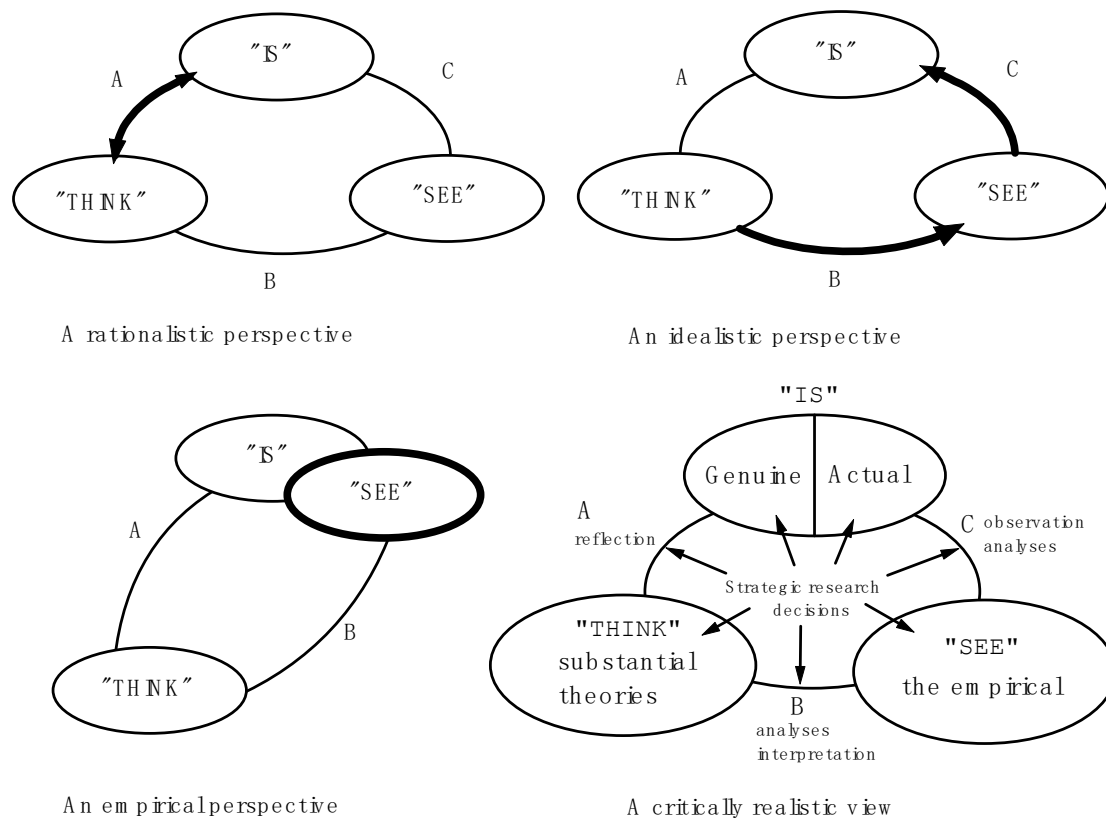 "IS"
A
C
"THINK"
"SEE"
B
A rationalistic perspective
"IS"
A
C
"THINK"
"SEE"
B
An idealistic perspective
"IS"
"SEE"
A
B
"THINK"
An empirical perspective
"IS"
Genuine
Actual
A
reflection
C observation
analyses
Strategic research
decisions
"THINK"
substantial
theories
"SEE"
the empirical
B
analyses
interpretation
A critically realistic view